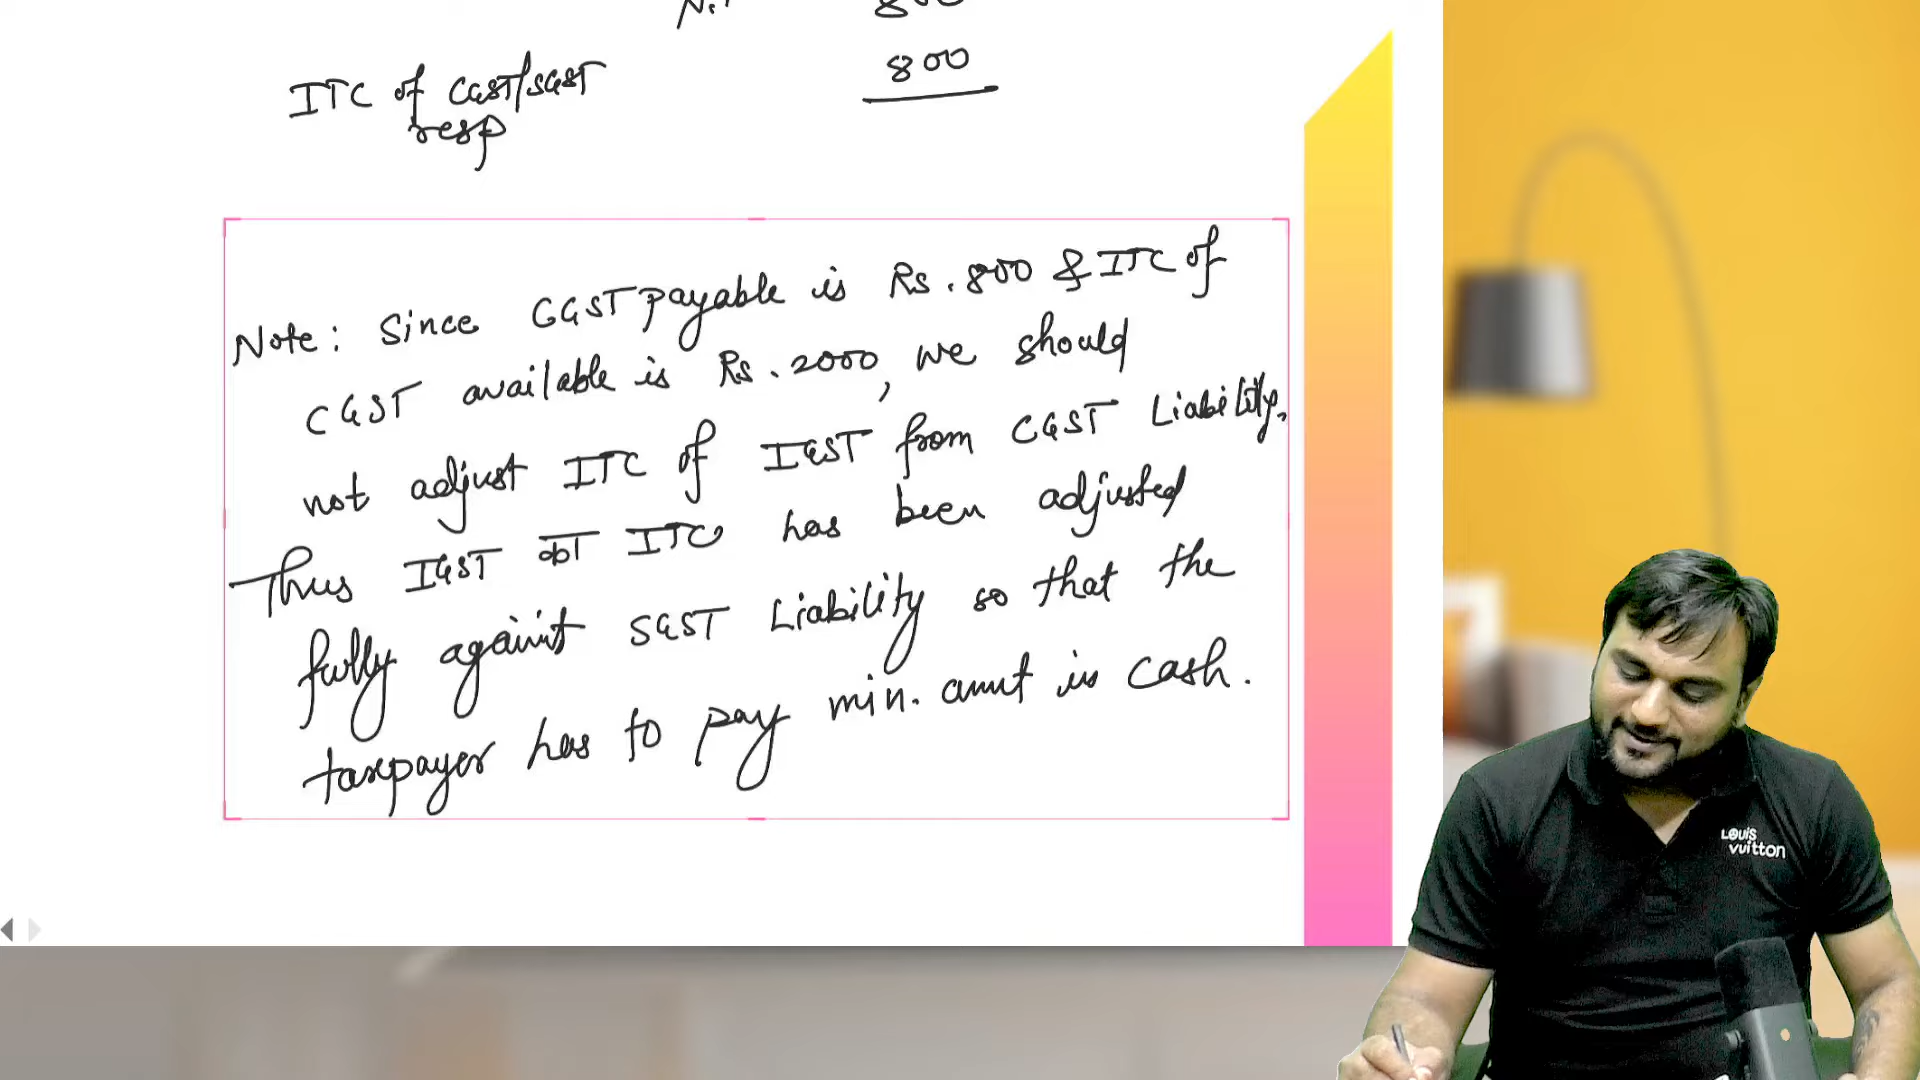 800
ITC of CGST/SGST
resp
Note: Since CGST payable is Rs. 800 & ITC of
CGST available is Rs. 2000, we should
not adjust ITC of IGST from CGST Liability.
Thus IGST का ITC has been adjusted
fully against SGST Liability so that the
taxpayer has to pay min. amt in cash.
LOUIS
vuitton